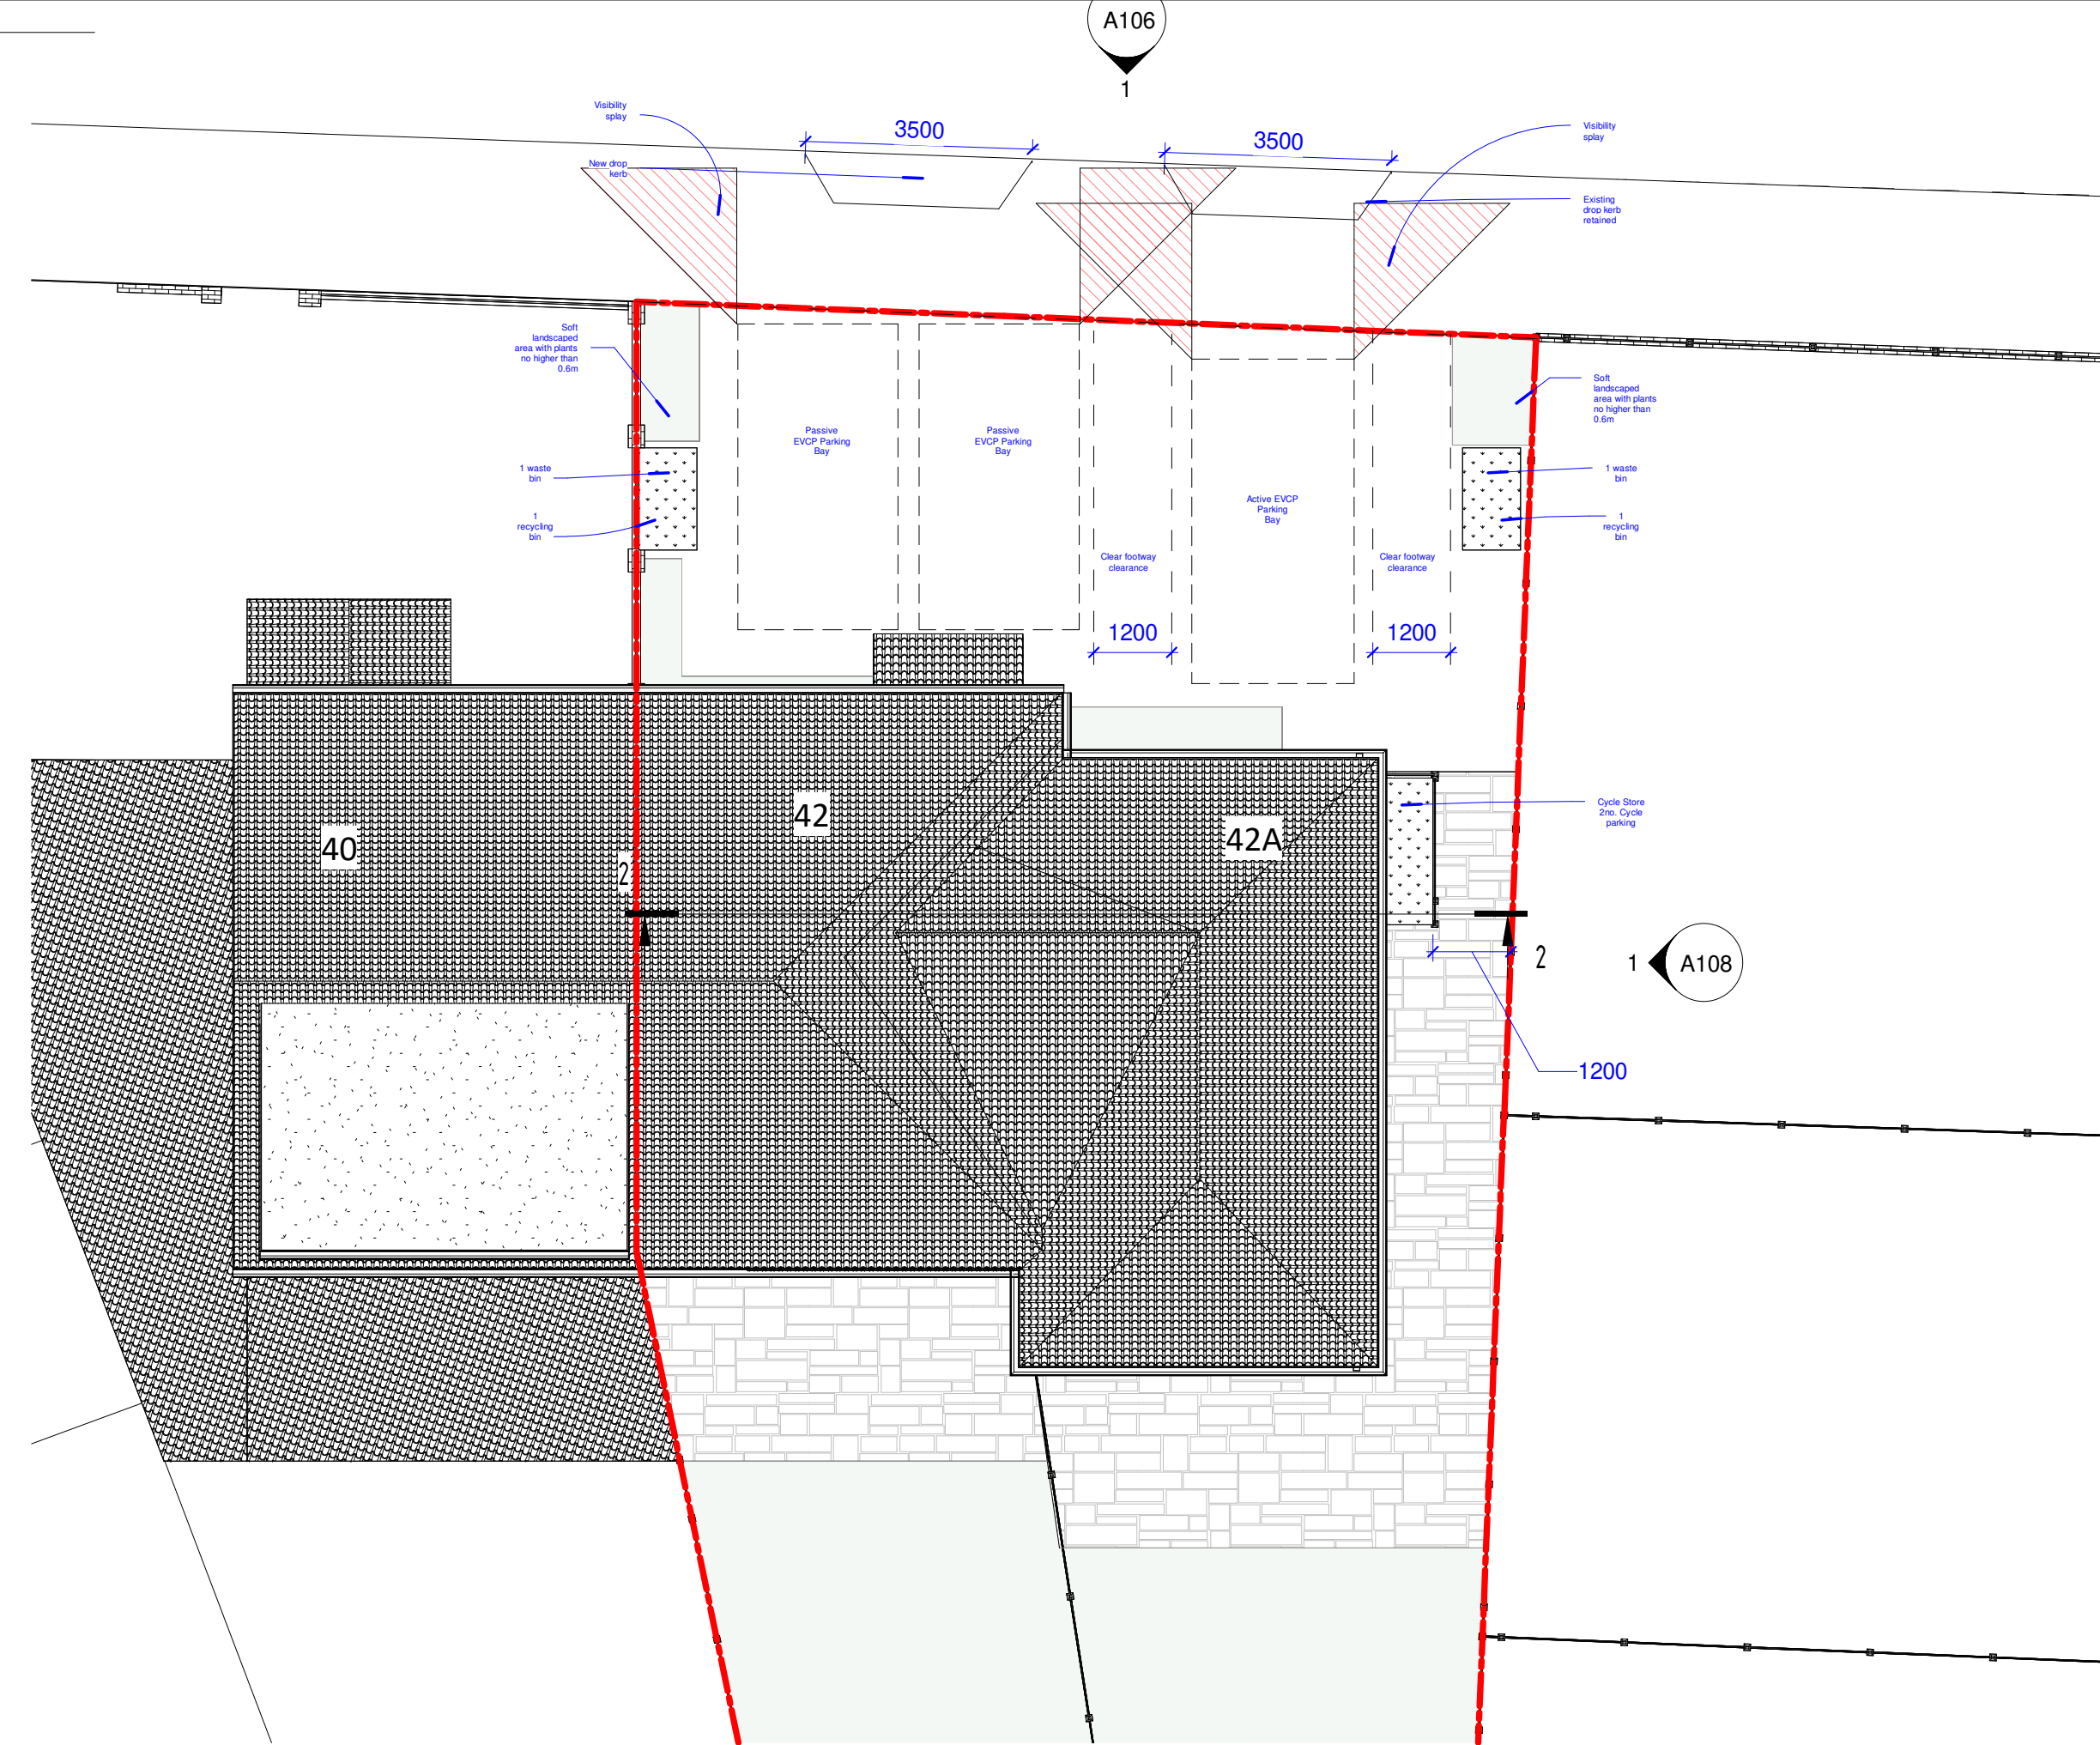 A106
1
Visibility
splay
3500
3500
Visibility
splay
New drop
kerb
Existing
drop kerb
retained
Soft
landscaped
area with plants
no higher than
0.6m
Soft
landscaped
area with plants
no higher than
0.6m
Passive
EVCP Parking
Bay
Passive
EVCP Parking
Bay
1 waste
bin
1 waste
bin
Active EVCP
Parking
Bay
1
recycling
bin
1
recycling
bin
Clear footway
clearance
Clear footway
clearance
1200
1200
42
Cycle Store
2no. Cycle
parking
40
42A
2
2
1
A108
1200